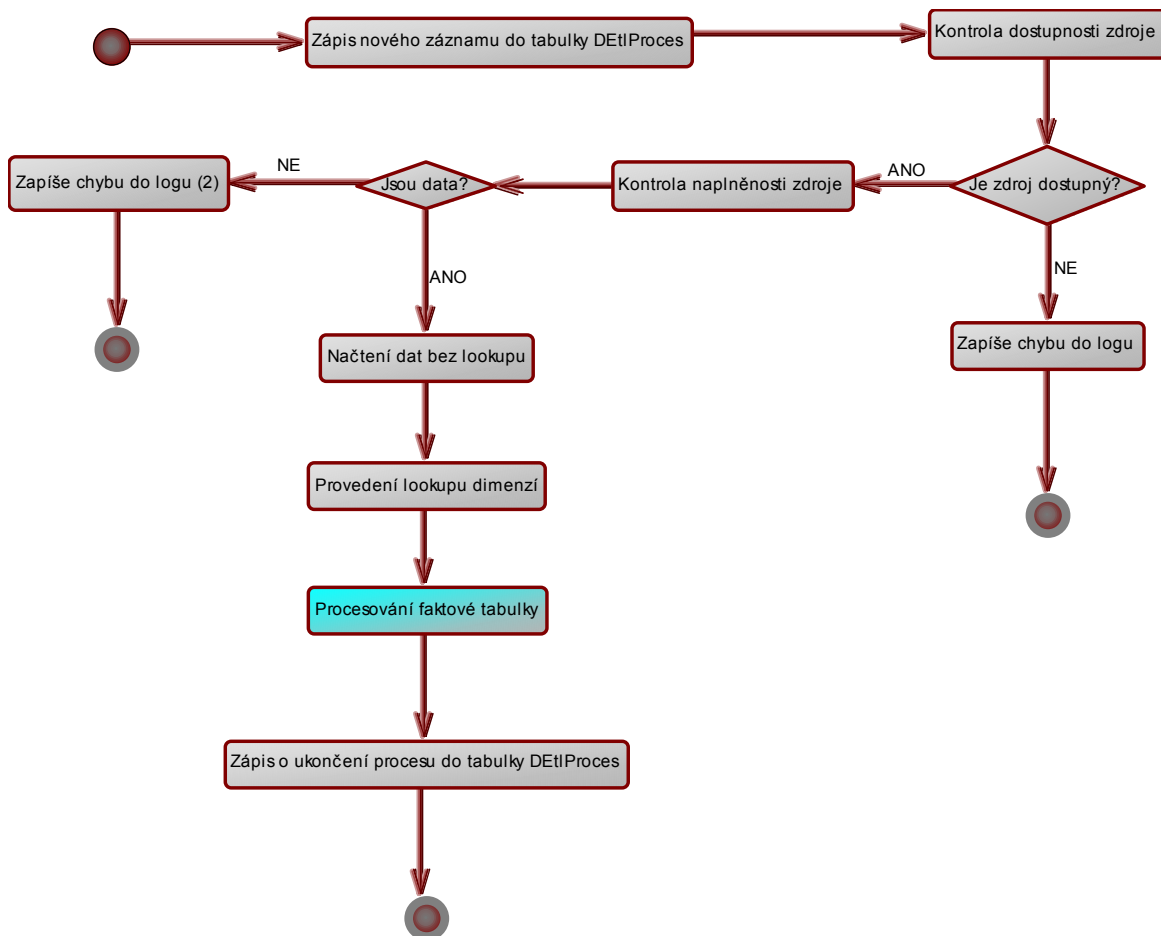 Zápis nového záznamu do tabulky DEtlProces
Kontrola dostupnosti zdroje
Je zdroj dostupný?
ANO
Kontrola naplněnosti zdroje
Jsou data?
NE
Zapíše chybu do logu (2)
ANO
NE
Zapíše chybu do logu
Načtení dat bez lookupu
Provedení lookupu dimenzí
Procesování faktové tabulky
Zápis o ukončení procesu do tabulky DEtlProces